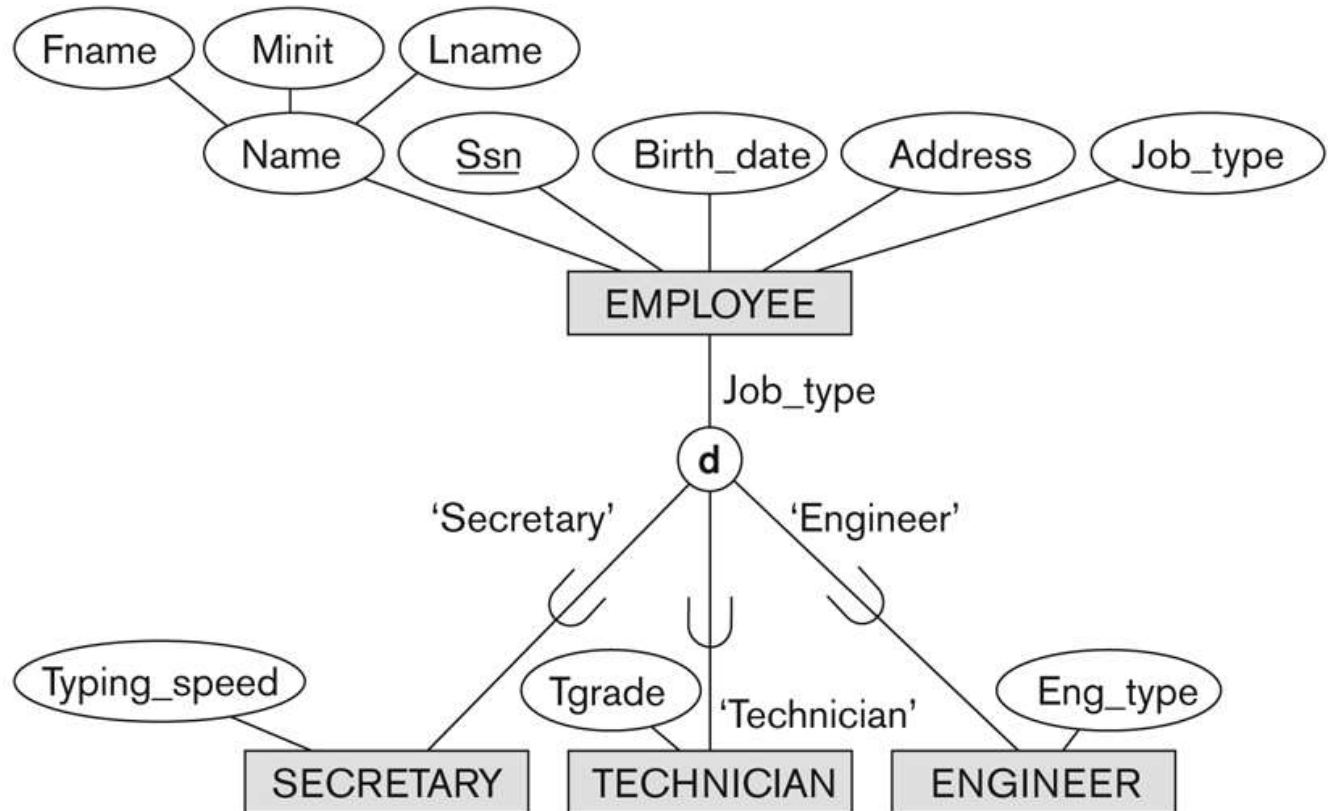 Fname
Minit
Lname
Name
Ssn
Birth_date
Address
Job_type
EMPLOYEE
Job_type
d
‘Secretary’
‘Engineer’
Typing_speed
Tgrade
‘Technician’
Eng_type
SECRETARY
TECHNICIAN
ENGINEER